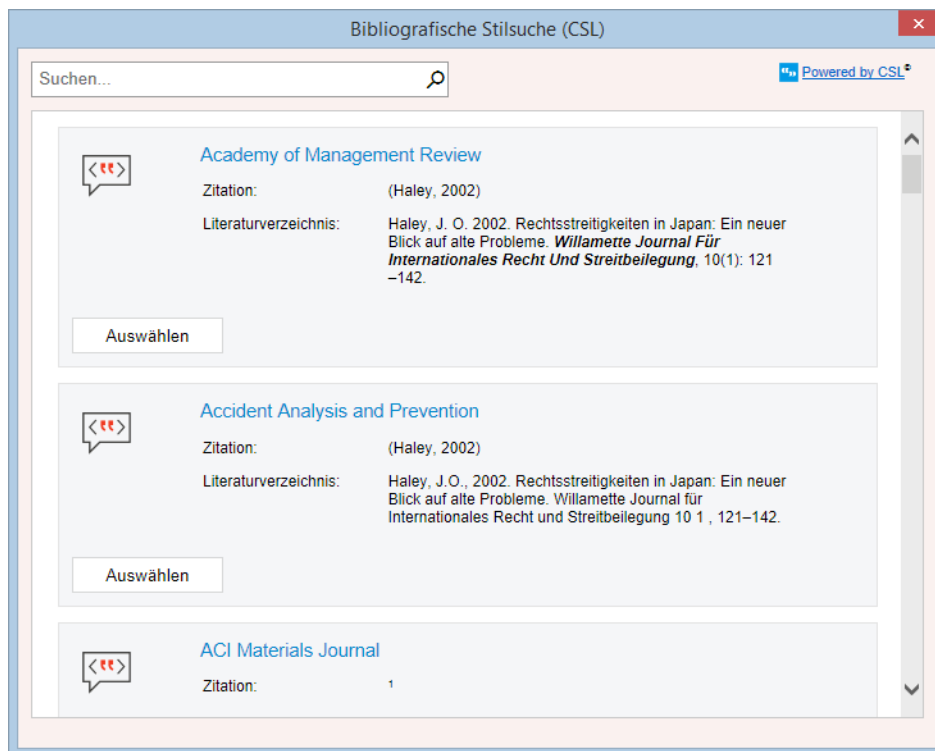 Bibliografische Stilsuche (CSL)
Suchen...
Powered by CSL©
Academy of Management Review
Zitation: (Haley, 2002)
Literaturverzeichnis: Haley, J. O. 2002. Rechtsstreitigkeiten in Japan: Ein neuer
Blick auf alte Probleme. Willamette Journal Für
Internationales Recht Und Streitbeilegung, 10(1): 121
–142.
Auswählen
Accident Analysis and Prevention
Zitation: (Haley, 2002)
Literaturverzeichnis: Haley, J.O., 2002. Rechtsstreitigkeiten in Japan: Ein neuer
Blick auf alte Probleme. Willamette Journal für
Internationales Recht und Streitbeilegung 10 1 , 121–142.
Auswählen
ACI Materials Journal
Zitation: 1